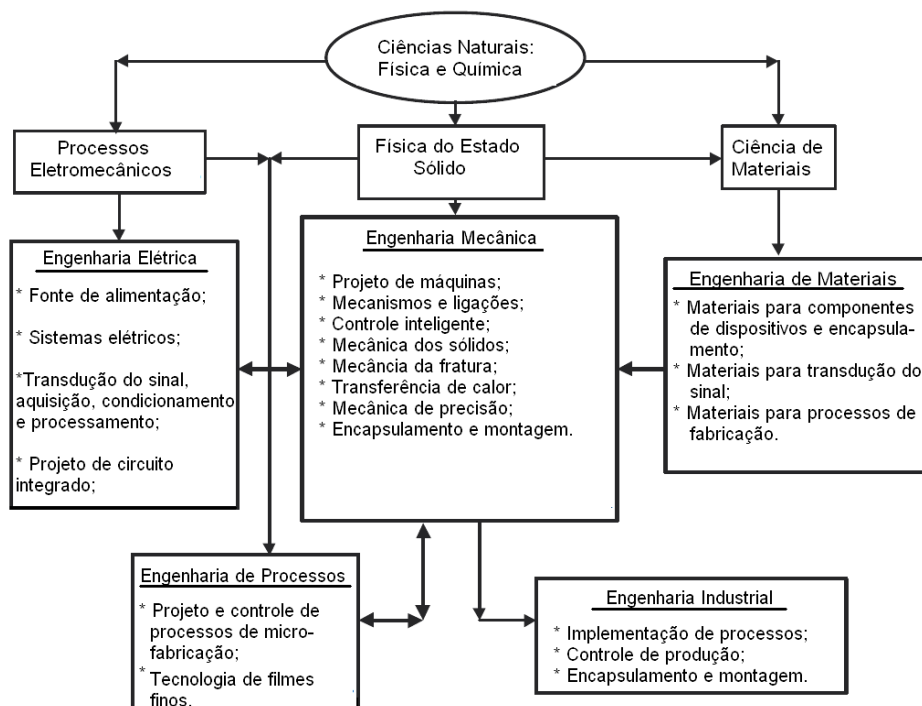 Ciências Naturais:
Física e Química
Processos
Eletromecânicos
Física do Estado
Sólido
Ciência de
Materiais
Engenharia Elétrica
* Fonte de alimentação;
* Sistemas elétricos;
*Transdução do sinal,
aquisição, condicionamento
e processamento;
* Projeto de circuito
integrado;
Engenharia Mecânica
* Projeto de máquinas;
* Mecanismos e ligações;
* Controle inteligente;
* Mecânica dos sólidos;
* Mecância da fratura;
* Transferência de calor;
* Mecânica de precisão;
* Encapsulamento e montagem.
Engenharia de Materiais
* Materiais para componentes
de dispositivos e encapsula-
mento;
* Materiais para transdução do
sinal;
* Materiais para processos de
fabricação.
Engenharia de Processos
* Projeto e controle de
processos de micro-
fabricação;
* Tecnologia de filmes
finos.
Engenharia Industrial
* Implementação de processos;
* Controle de produção;
* Encapsulamento e montagem.